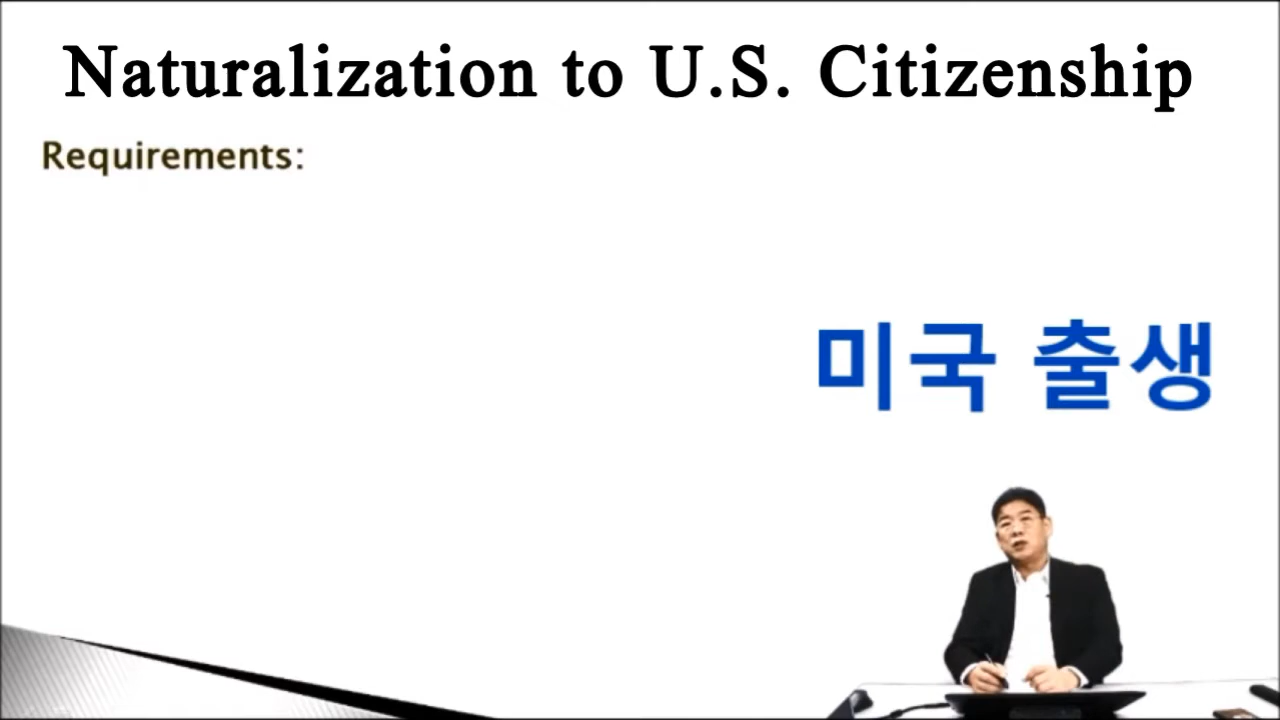 Naturalization to U.S. Citizenship
Requirements:
미국 출생